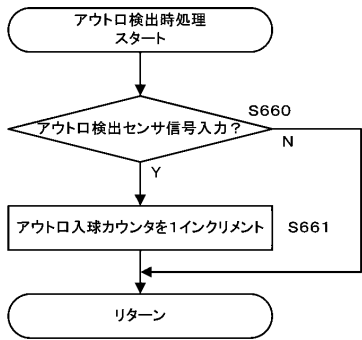 アウトロ検出時処理
スタート
S660
アウトロ検出センサ信号入力？
N
Y
アウトロ入球カウンタを１インクリメント
S661
リターン